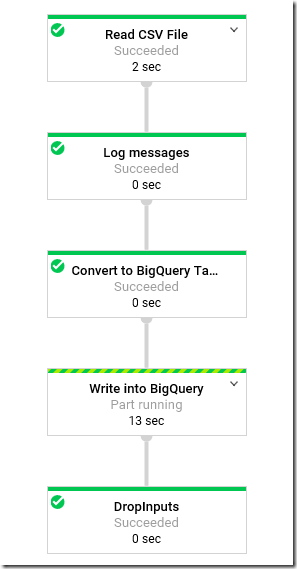 Read CSV File
Succeeded
2 sec
Log messages
Succeeded
0 sec
Convert to BigQuery Ta...
Succeeded
0 sec
Write into BigQuery
Part running
13 sec
DropInputs
Succeeded
0 sec